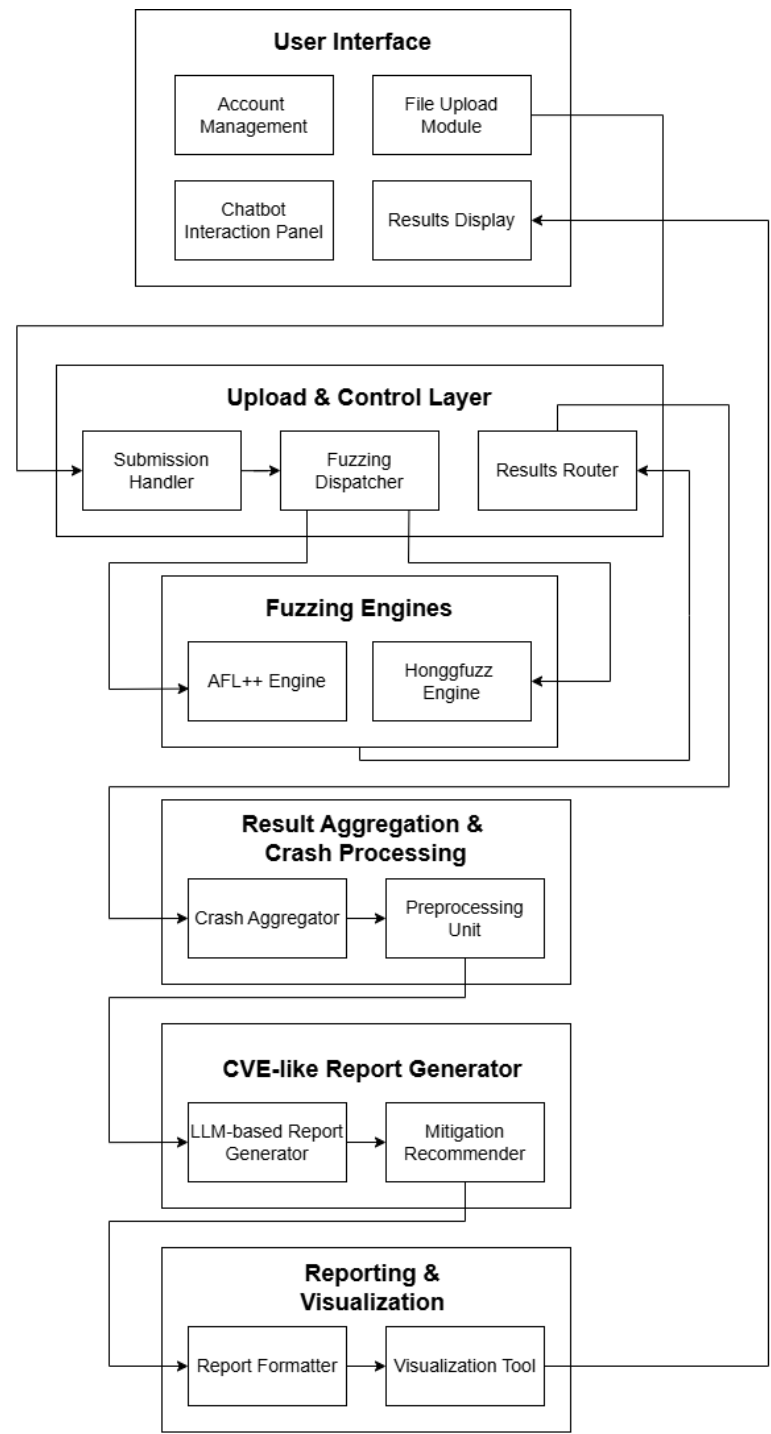 User Interface
Account
Management
File Upload
Module
Chatbot
Interaction Panel
Results Display
Upload & Control Layer
Submission
Handler
Fuzzing
Dispatcher
Results Router
Fuzzing Engines
AFL++ Engine
Honggfuzz
Engine
Result Aggregation &
Crash Processing
Crash Aggregator
Preprocessing
Unit
CVE-like Report Generator
LLM-based Report
Generator
Mitigation
Recommender
Reporting &
Visualization
Report Formatter
Visualization Tool